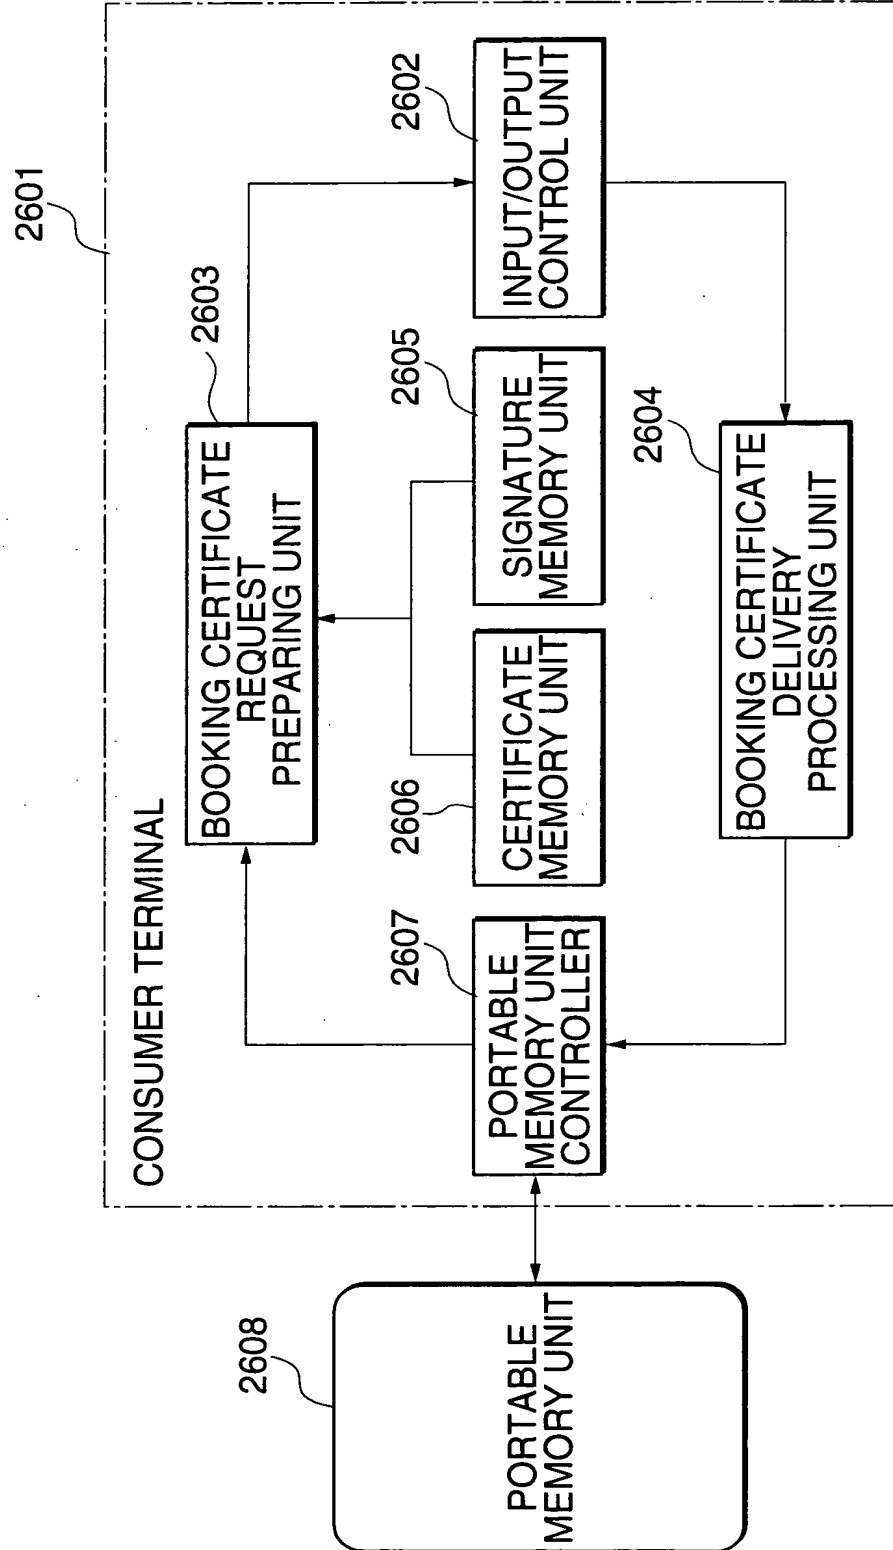 2601
CONSUMER TERMINAL
2603
BOOKING CERTIFICATE
REQUEST
PREPARING UNIT
2608
PORTABLE
MEMORY UNIT
2607
PORTABLE
MEMORY UNIT
CONTROLLER
2606
CERTIFICATE
MEMORY UNIT
2605
SIGNATURE
MEMORY UNIT
2602
INPUT/OUTPUT
CONTROL UNIT
2604
BOOKING CERTIFICATE
DELIVERY
PROCESSING UNIT